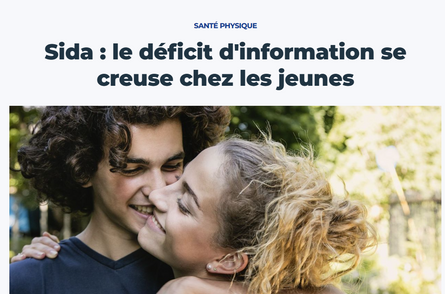 SANTÉ PHYSIQUE
Sida : le déficit d'information se
creuse chez les jeunes